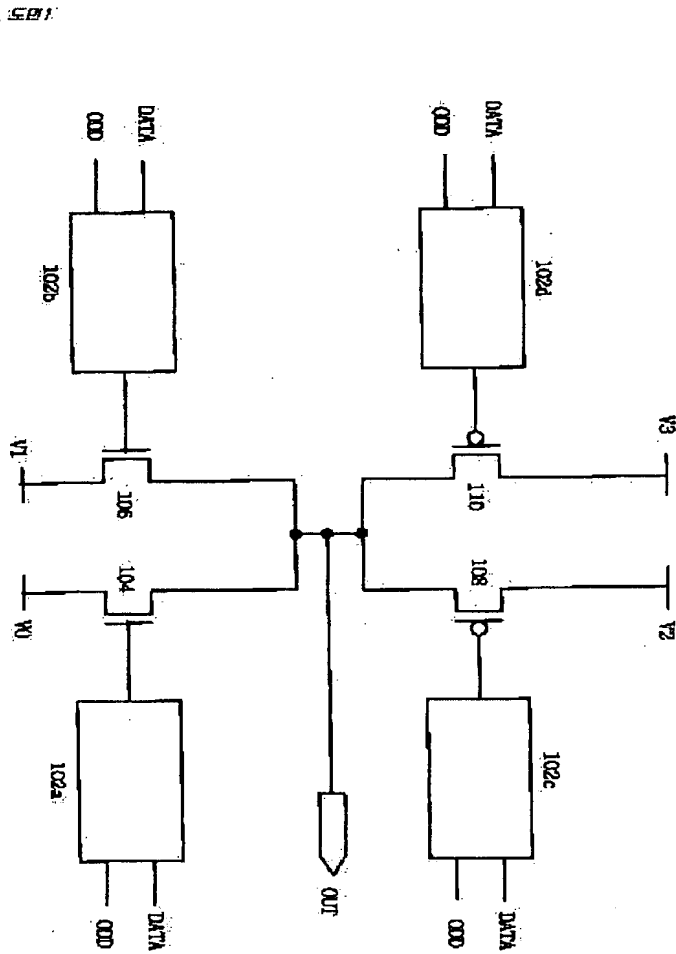 도면1
ODD
DATA
ODD
DATA
102b
102d
V1
V3
106
110
104
108
V0
V2
102a
102c
OUT
ODD
DATA
ODD
DATA